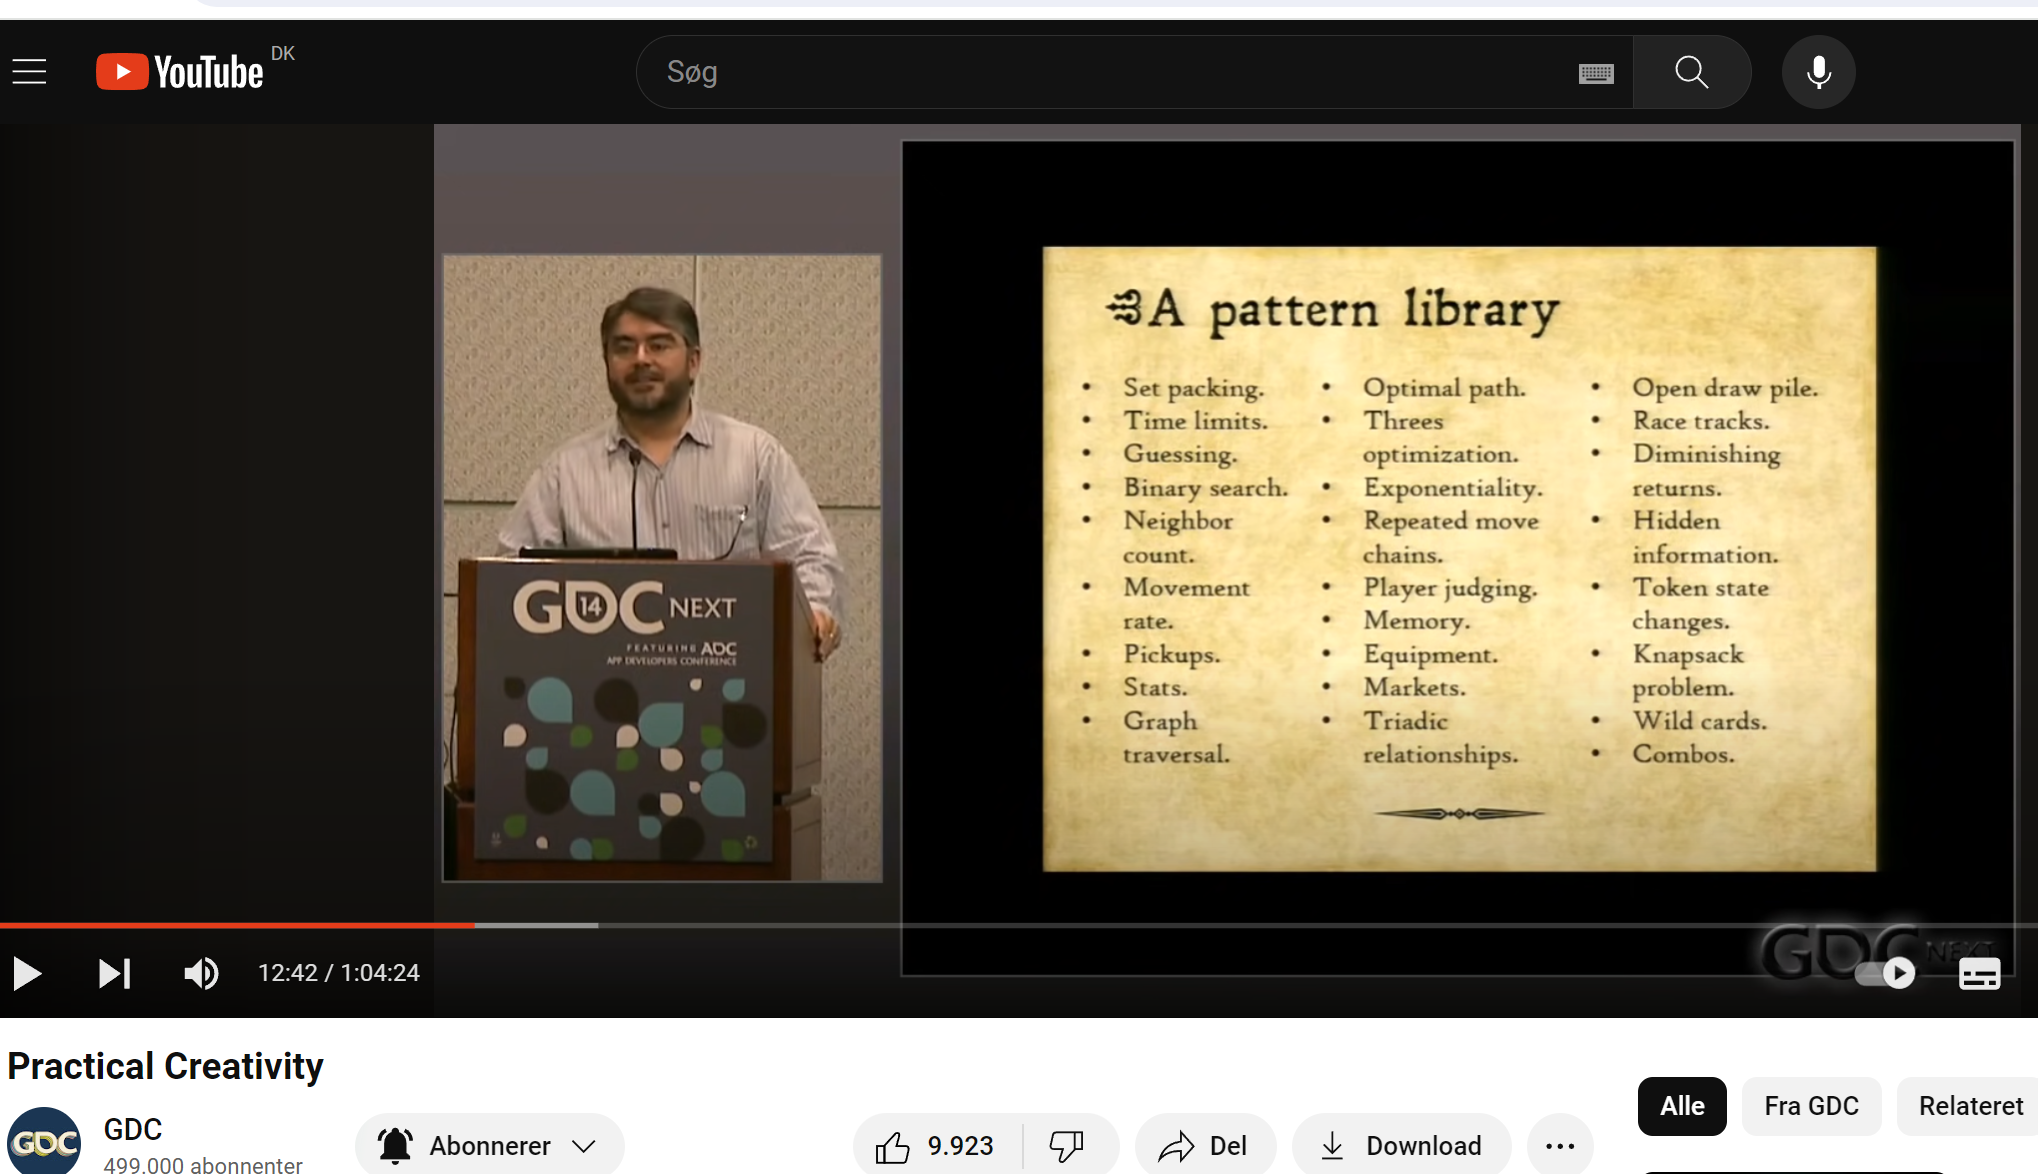 YouTube DK
Søg
A pattern library
Set packing.
Time limits.
Guessing.
Binary search.
Neighbor
count.
Movement
rate.
Pickups.
Stats.
Graph
traversal.
Optimal path.
Threes
optimization.
Exponentiality.
Repeated move
chains.
Player judging.
Memory.
Equipment.
Markets.
Triadic
relationships.
Open draw pile.
Race tracks.
Diminishing
returns.
Hidden
information.
Token state
changes.
Knapsack
problem.
Wild cards.
Combos.
GDC 14 NEXT
FEATURING ADC
APP DEVELOPERS CONFERENCE
GDC NEXT
12:42 / 1:04:24
Practical Creativity
GDC
GDC
499.000 abonnenter
Abonnerer
9.923
Del
Download
Alle
Fra GDC
Relateret